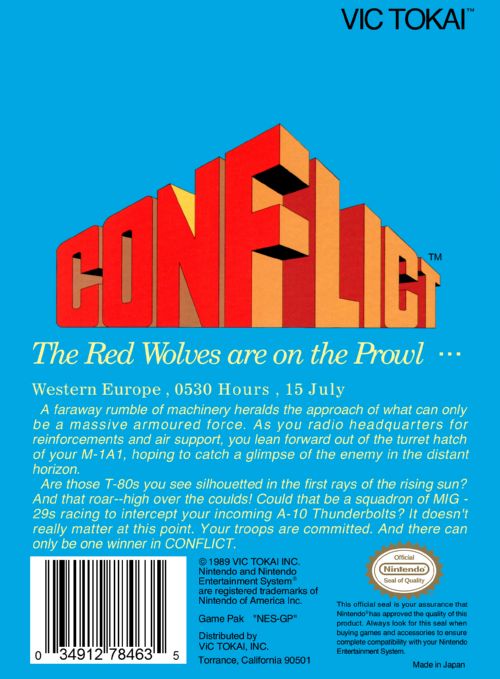 VIC TOKAI™
CONFLICT™
The Red Wolves are on the Prowl ···
Western Europe , 0530 Hours , 15 July
A faraway rumble of machinery heralds the approach of what can only
be a massive armoured force. As you radio headquarters for
reinforcements and air support, you lean forward out of the turret hatch
of your M-1A1, hoping to catch a glimpse of the enemy in the distant
horizon.
Are those T-80s you see silhouetted in the first rays of the rising sun?
And that roar--high over the coulds! Could that be a squadron of MIG -
29s racing to intercept your incoming A-10 Thunderbolts? It doesn't
really matter at this point. Your troops are committed. And there can
only be one winner in CONFLICT.
© 1989 VIC TOKAI INC.
Nintendo and Nintendo
Entertainment System®
are registered trademarks of
Nintendo of America Inc.
Game Pak "NES-GP"
Distributed by
VIC TOKAI, INC.
Torrance, California 90501
0 34912 78463 5
Official
Nintendo®
Seal of Quality
This official seal is your assurance that
Nintendo® has approved the quality of this
product. Always look for this seal when
buying games and accessories to ensure
complete compatibility with your Nintendo
Entertainment System.
Made in Japan